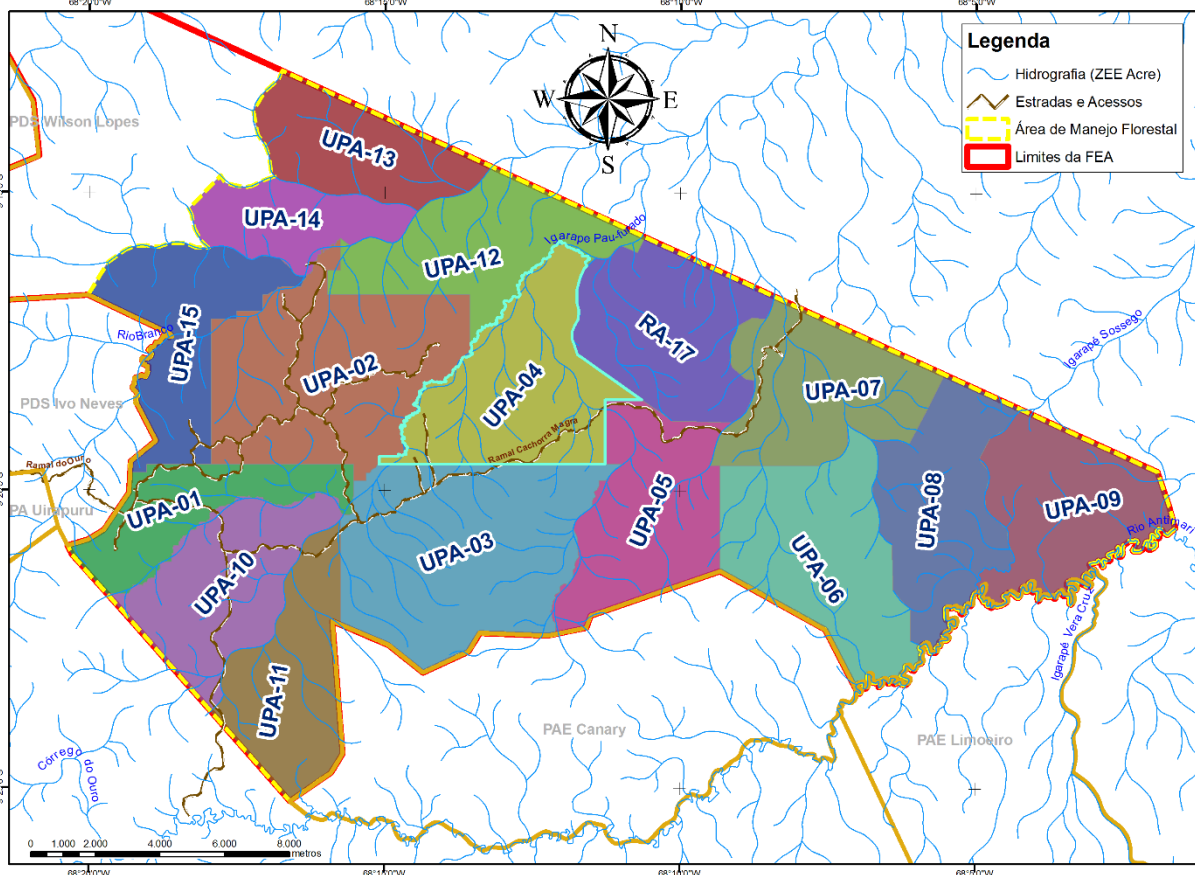 N
W
E
S
Legenda
Hidrografia (ZEE Acre)
Estradas e Acessos
Área de Manejo Florestal
Limites da FEA
PDS Wilson Lopes
UPA-13
UPA-14
Igarapé Pau-furado
UPA-12
UPA-15
RioBranco
RA-17
Igarapé Sossego
UPA-02
UPA-04
UPA-07
PDS Ivo Neves
Ramal Cachorra Magra
Ramal do Ouro
UPA-01
UPA-05
UPA-08
UPA-09
PA Uirapuru
Rio Antimari
UPA-03
UPA-10
UPA-06
Igarapé Vera Cruz
UPA-11
PAE Canary
PAE Limoeiro
Córrego
do Ouro
0 1.000 2.000 4.000 6.000 8.000
metros
68°20'0"W